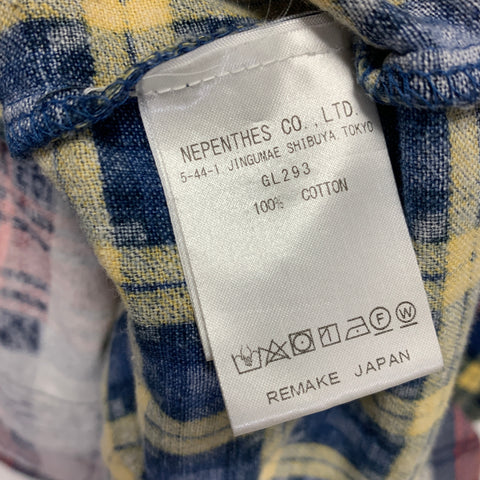 NEPENTHES CO., LTD.
5-44-1 JINGUMAE SHIBUYA TOKYO
GL293
100% COTTON
F W
REMAKE JAPAN